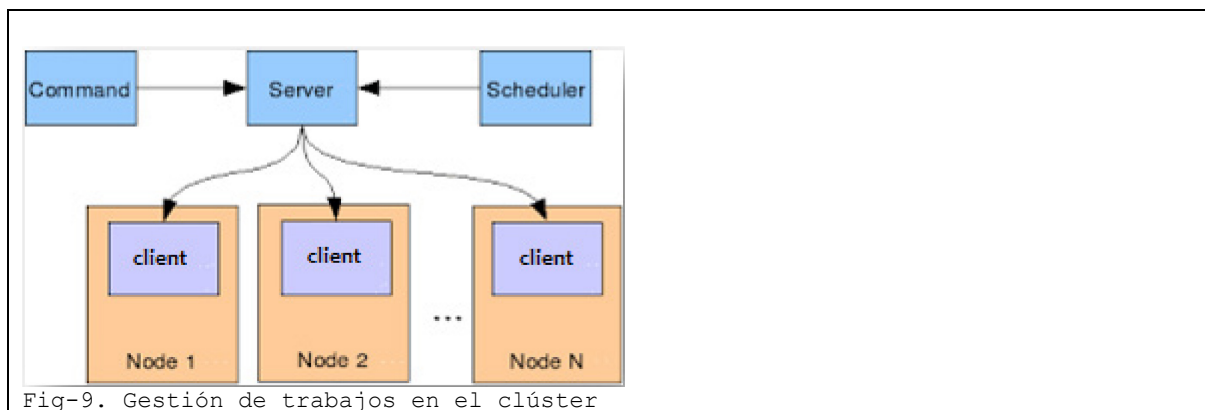 Command Server Scheduler
client client client
...
Node 1 Node 2 Node N
Fig-9. Gestión de trabajos en el clúster